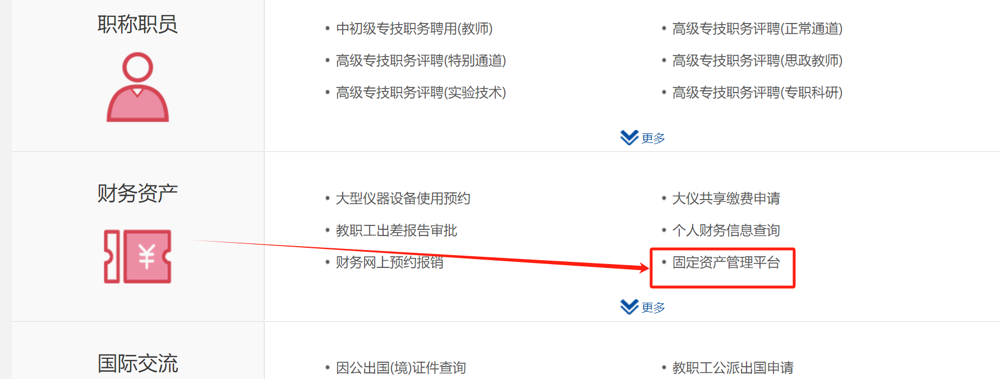 职称职员
中初级专技职务聘用(教师)
高级专技职务评聘(正常通道)
高级专技职务评聘(特别通道)
高级专技职务评聘(思政教师)
高级专技职务评聘(实验技术)
高级专技职务评聘(专职科研)
更多
财务资产
大型仪器设备使用预约
大仪共享缴费申请
教职工出差报告审批
个人财务信息查询
财务网上预约报销
固定资产管理平台
¥
更多
国际交流
因公出国(境)证件查询
教职工公派出国申请